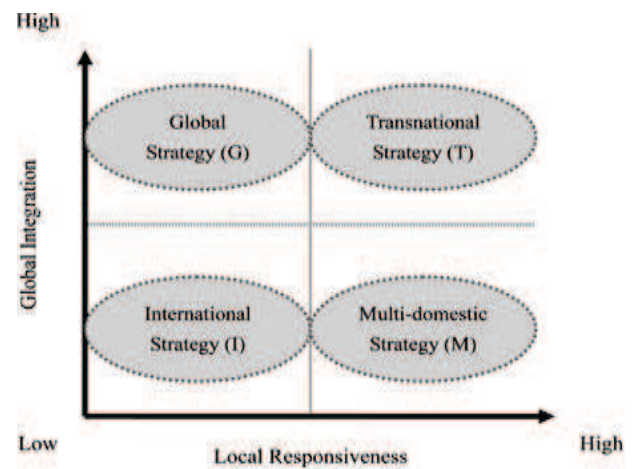 High
Global
Strategy (G)
Transnational
Strategy (T)
Global Integration
International
Strategy (I)
Multi-domestic
Strategy (M)
Low
Local Responsiveness
High